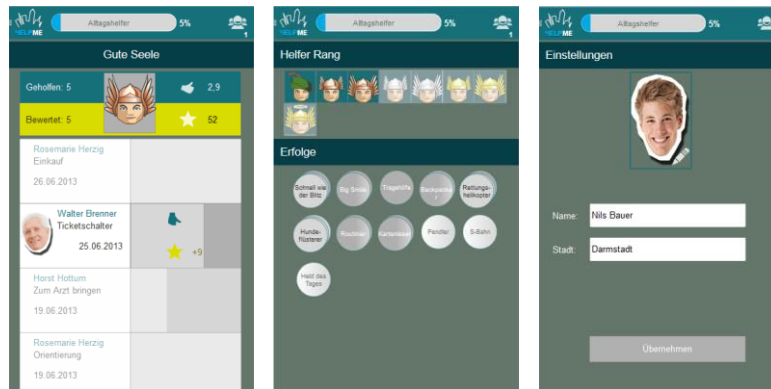 HELP ME
Alltagshelfer
5%
1
Gute Seele
Geholfen: 5
2,9
Bewertet: 5
52
Rosemarie Herzig
Einkauf
26.06.2013
Walter Brenner
Ticketschalter
25.06.2013
+9
Horst Hottum
Zum Arzt bringen
19.06.2013
Rosemarie Herzig
Orientierung
19.06.2013
HELP ME
Alltagshelfer
5%
1
Helfer Rang
Erfolge
Schnell wie
der Blitz
Big Smile
Tragehilfe
Backpacke
r
Rettungs-
helikopter
Hunde-
flüsterer
Kartenleser
Pendler
S-Bahn
Held des
Tages
HELP ME
Alltagshelfer
5%
Einstellungen
Name:
Nils Bauer
Stadt:
Darmstadt
Übernehmen